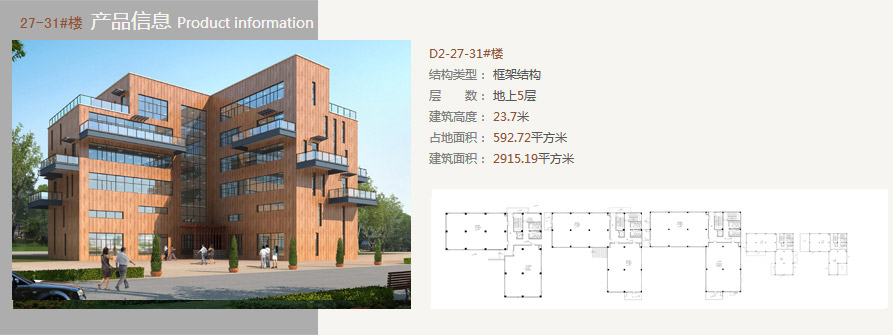 27-31#楼 产品信息 Product information
D2-27-31#楼
结构类型： 框架结构
层　　数： 地上5层
建筑高度： 23.7米
占地面积： 592.72平方米
建筑面积： 2915.19平方米